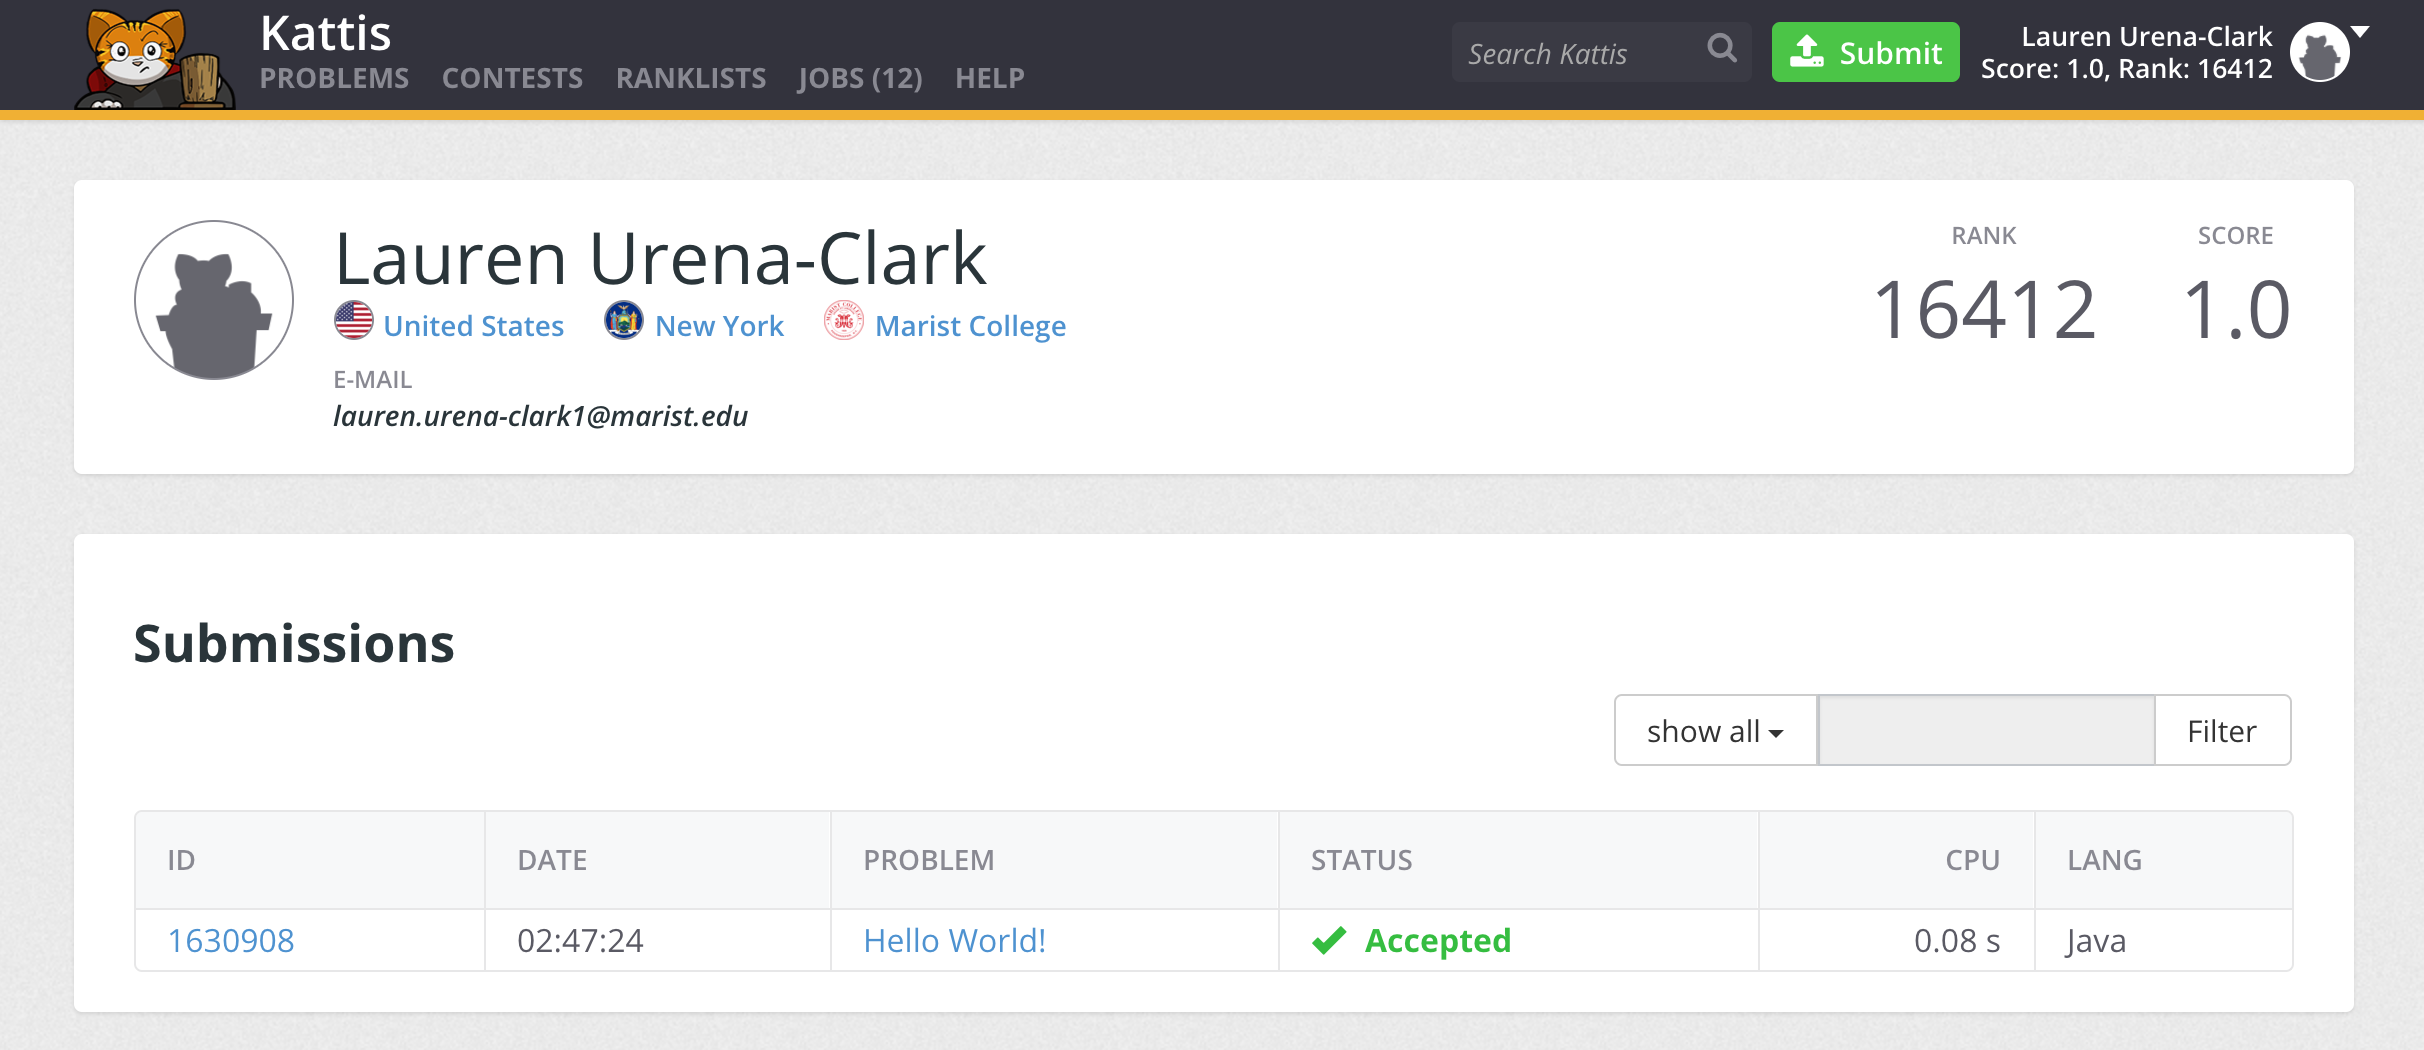 Kattis
PROBLEMS CONTESTS RANKLISTS JOBS (12) HELP
Search Kattis
Submit
Lauren Urena-Clark
Score: 1.0, Rank: 16412
Lauren Urena-Clark
United States New York Marist College
E-MAIL
lauren.urena-clark1@marist.edu
RANK SCORE
16412 1.0
Submissions
show all Filter
ID DATE PROBLEM STATUS CPU LANG
1630908 02:47:24 Hello World! Accepted 0.08 s Java